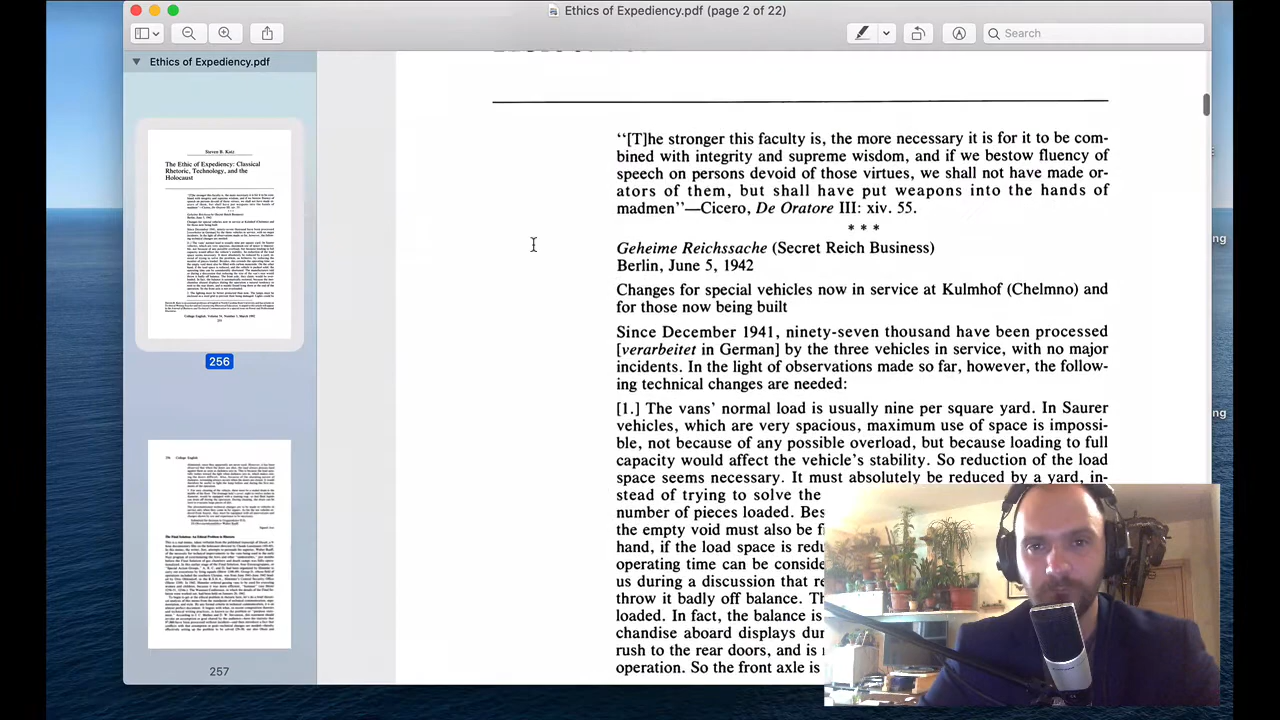 Ethics of Expediency.pdf (page 2 of 22)
Search
Ethics of Expediency.pdf
Steven B. Katz
The Ethic of Expediency: Classical
Rhetoric, Technology, and the
Holocaust
256
257
"[T]he stronger this faculty is, the more necessary it is for it to be com-
bined with integrity and supreme wisdom, and if we bestow fluency of
speech on persons devoid of those virtues, we shall not have made or-
ators of them, but shall have put weapons into the hands of
madmen"—Cicero, De Oratore III: xiv. 55.
* * *
Geheime Reichssache (Secret Reich Business)
Berlin, June 5, 1942
Changes for special vehicles now in service at Kulmhof (Chelmno) and
for those now being built
Since December 1941, ninety-seven thousand have been processed
[verarbeitet in German] by the three vehicles in service, with no major
incidents. In the light of observations made so far, however, the follow-
ing technical changes are needed:
[1.] The vans' normal load is usually nine per square yard. In Saurer
vehicles, which are very spacious, maximum use of space is impossi-
ble, not because of any possible overload, but because loading to full
capacity would affect the vehicle's stability. So reduction of the load
space seems necessary. It must absolutely be reduced by a yard, in-
stead of trying to solve the
number of pieces loaded. Bes
the empty void must also be f
hand, if the load space is redu
operating time can be conside
us during a discussion that re
throw it badly off balance. Th
loaded. In fact, the balance is
chandise aboard displays dur
rush to the rear doors, and is
operation. So the front axle is